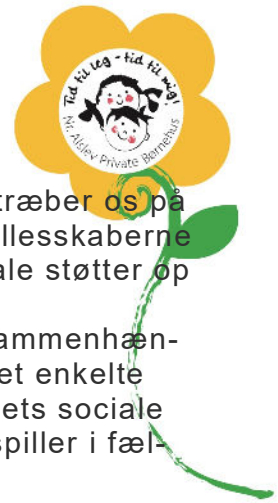 Tid til leg - tid til mig!
Nr. Alslev Private Børnehus
træber os på
llesskaberne
ale støtter op
ammenhæn-
et enkelte
ets sociale
spiller i fæl-